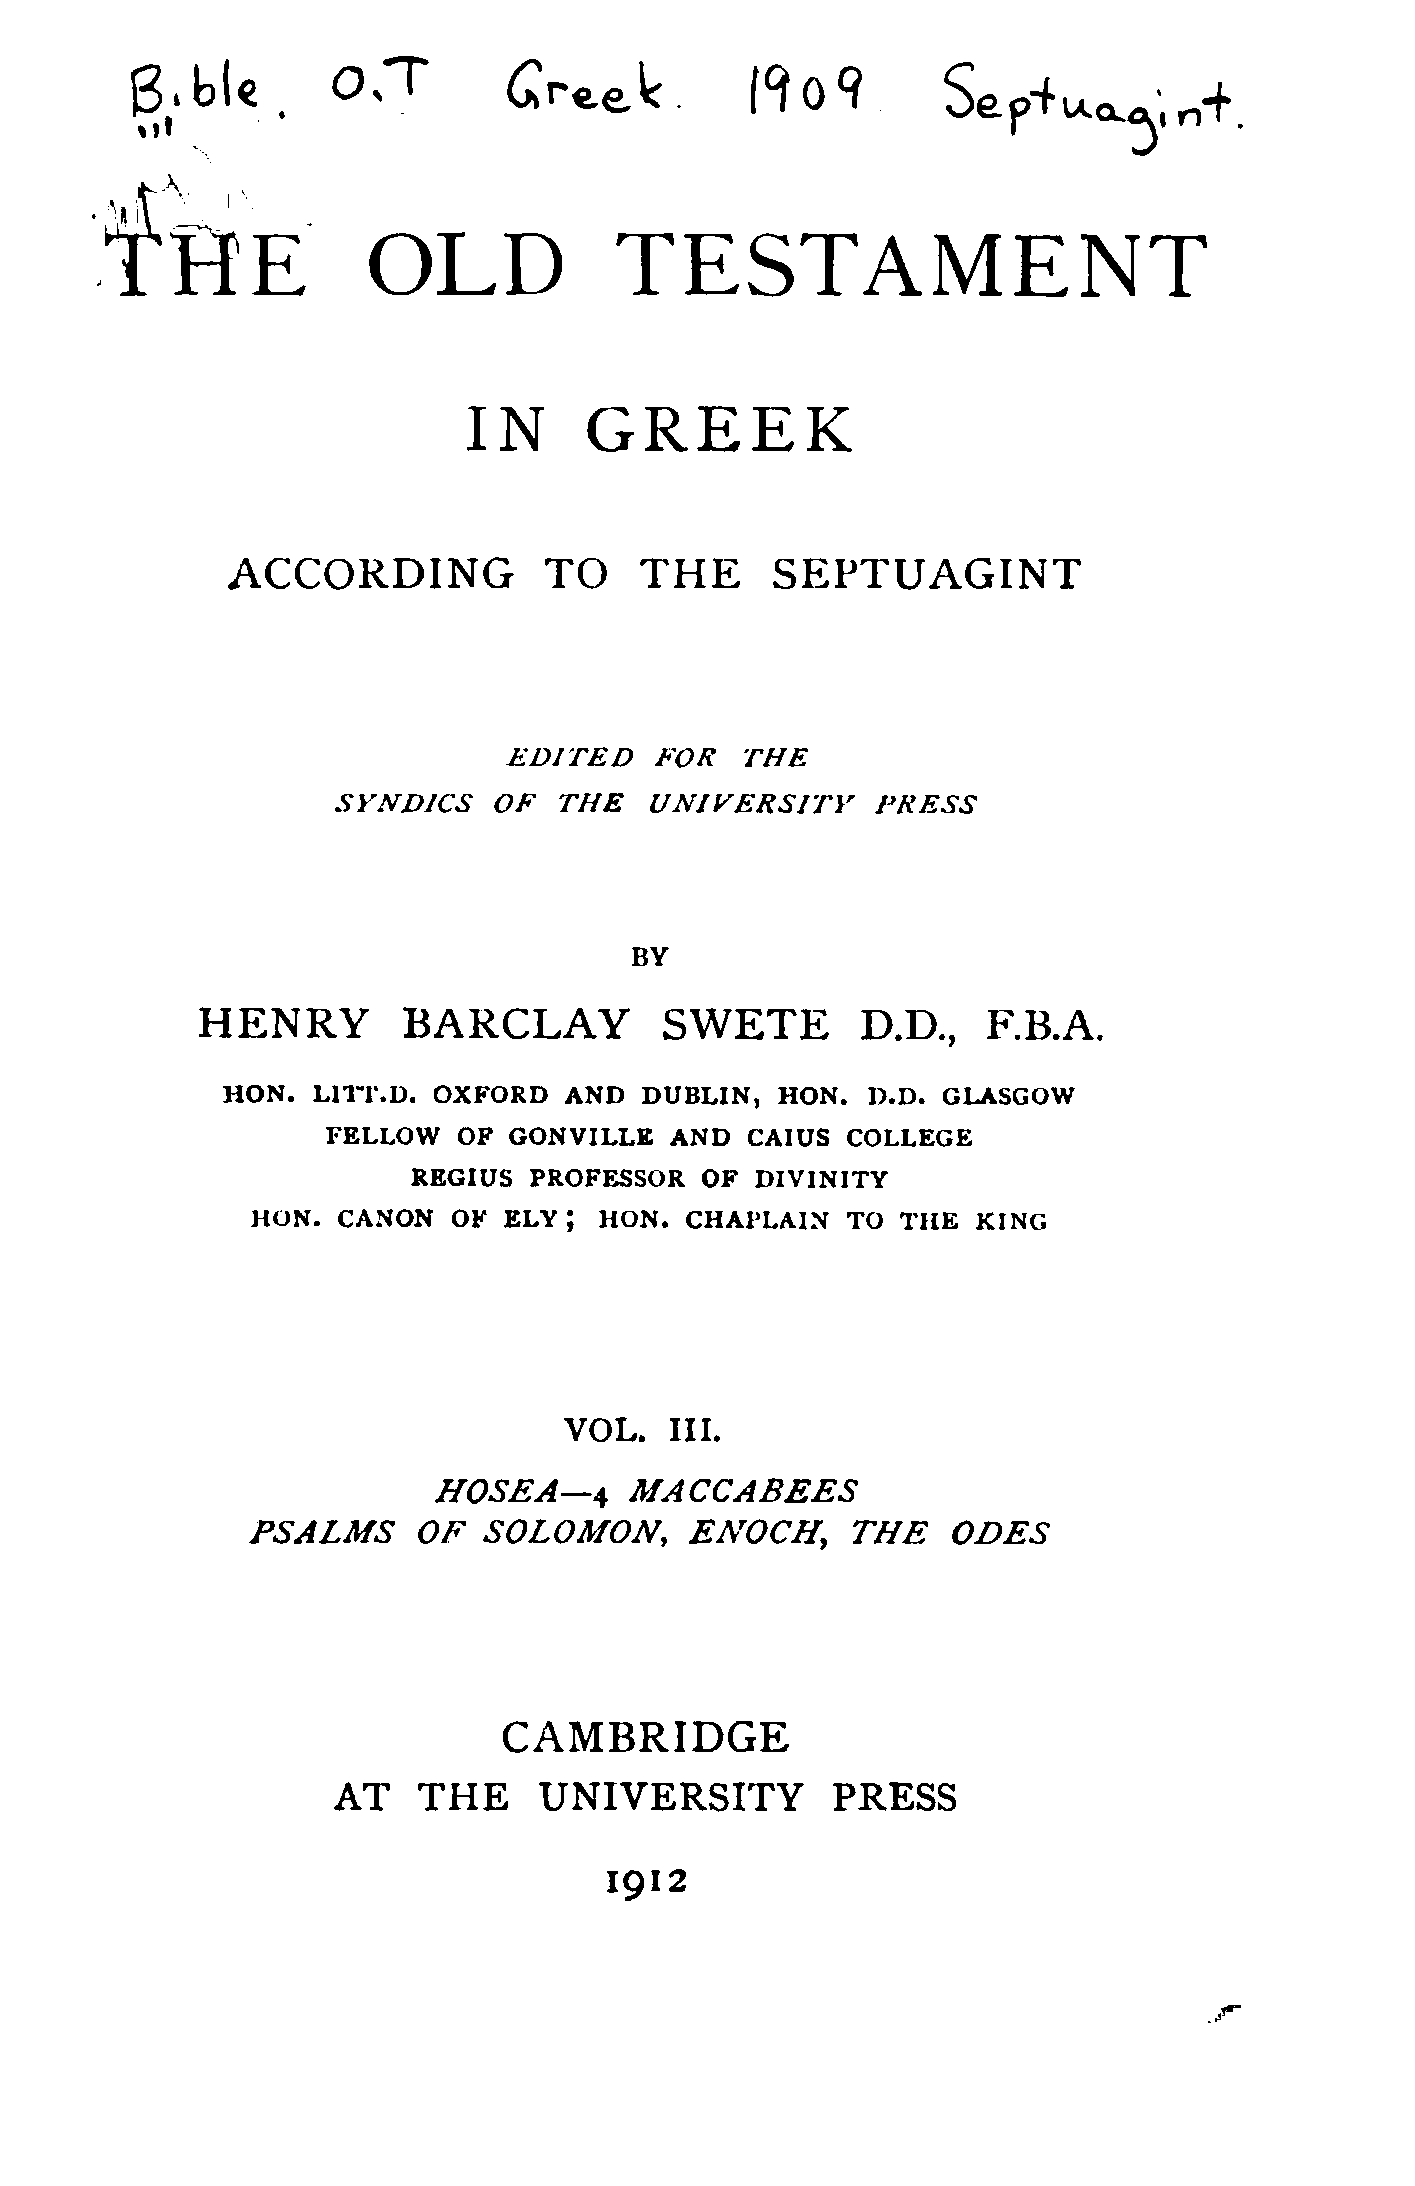 Bible. O.T Greek. 1909 Septuagint.
THE OLD TESTAMENT
IN GREEK
ACCORDING TO THE SEPTUAGINT
EDITED FOR THE
SYNDICS OF THE UNIVERSITY PRESS
BY
HENRY BARCLAY SWETE D.D., F.B.A.
HON. LITT.D. OXFORD AND DUBLIN, HON. D.D. GLASGOW
FELLOW OF GONVILLE AND CAIUS COLLEGE
REGIUS PROFESSOR OF DIVINITY
HON. CANON OF ELY; HON. CHAPLAIN TO THE KING
VOL. III.
HOSEA—4 MACCABEES
PSALMS OF SOLOMON, ENOCH, THE ODES
CAMBRIDGE
AT THE UNIVERSITY PRESS
1912